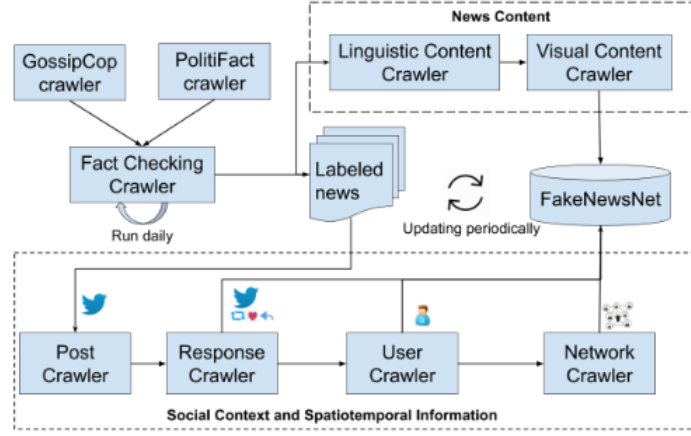 News Content
GossipCop
crawler
PolitiFact
crawler
Linguistic Content
Crawler
Visual Content
Crawler
Fact Checking
Crawler
Run daily
Labeled
news
Updating periodically
FakeNewsNet
Post
Crawler
Response
Crawler
User
Crawler
Network
Crawler
Social Context and Spatiotemporal Information